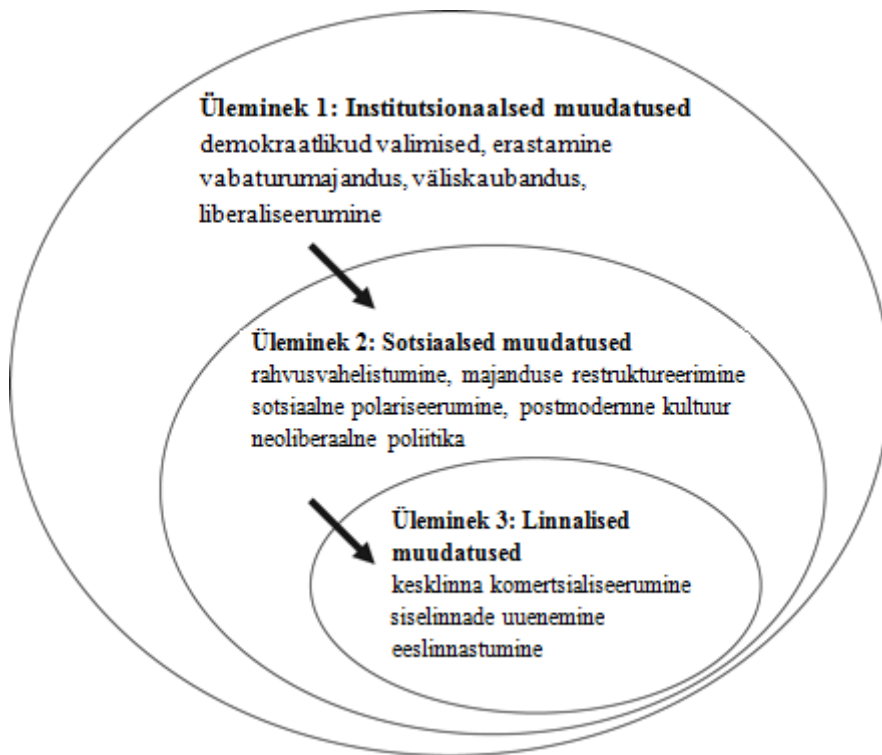 Üleminek 1: Institutsionaalsed muudatused
demokraatlikud valimised, erastamine
vabaturumajandus, väliskaubandus,
liberaliseerumine
Üleminek 2: Sotsiaalsed muudatused
rahvusvahelistumine, majanduse restruktureerimine
sotsiaalne polariseerumine, postmodernne kultuur
neoliberaalne poliitika
Üleminek 3: Linnalised
muudatused
kesklinna komertsialiseerumine
siselinnade uuenemine
eeslinnastumine